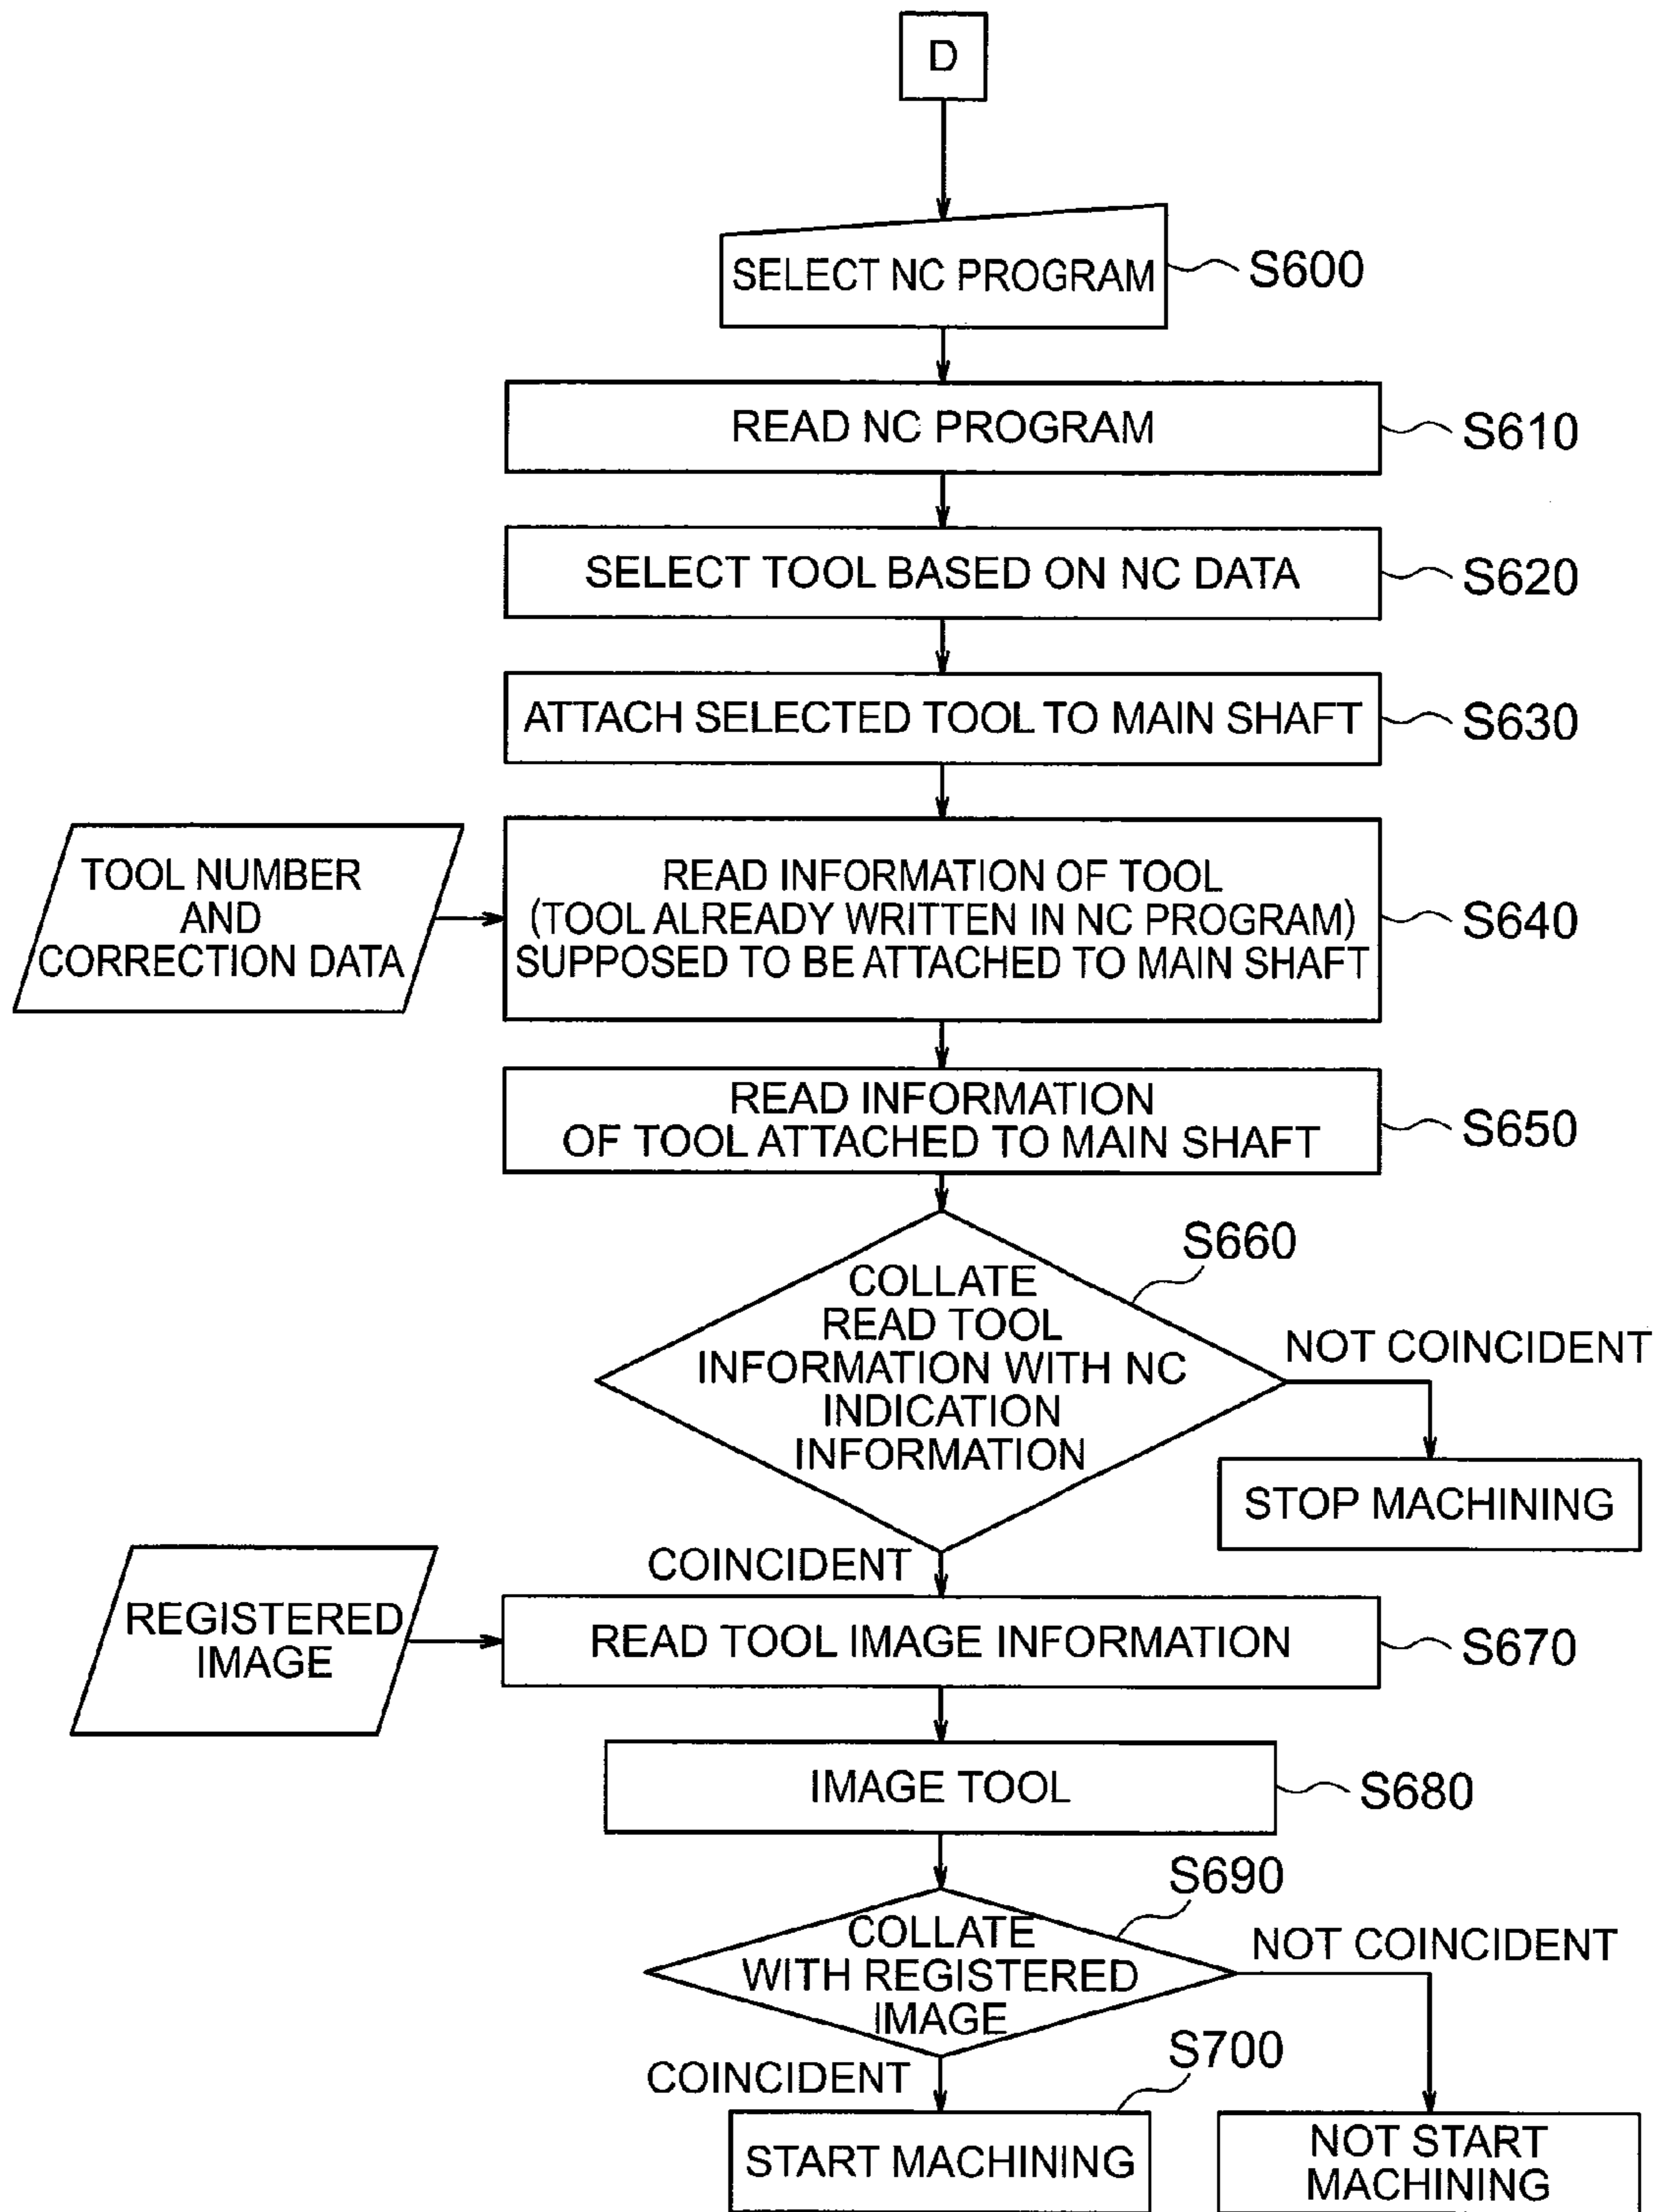 D
SELECT NC PROGRAM
S600
READ NC PROGRAM
S610
SELECT TOOL BASED ON NC DATA
S620
ATTACH SELECTED TOOL TO MAIN SHAFT
S630
TOOL NUMBER
AND
CORRECTION DATA
READ INFORMATION OF TOOL
(TOOL ALREADY WRITTEN IN NC PROGRAM)
SUPPOSED TO BE ATTACHED TO MAIN SHAFT
S640
READ INFORMATION
OF TOOL ATTACHED TO MAIN SHAFT
S650
S660
COLLATE
READ TOOL
INFORMATION WITH NC
INDICATION
INFORMATION
NOT COINCIDENT
STOP MACHINING
COINCIDENT
REGISTERED
IMAGE
READ TOOL IMAGE INFORMATION
S670
IMAGE TOOL
S680
S690
COLLATE
WITH REGISTERED
IMAGE
NOT COINCIDENT
COINCIDENT
S700
START MACHINING
NOT START
MACHINING